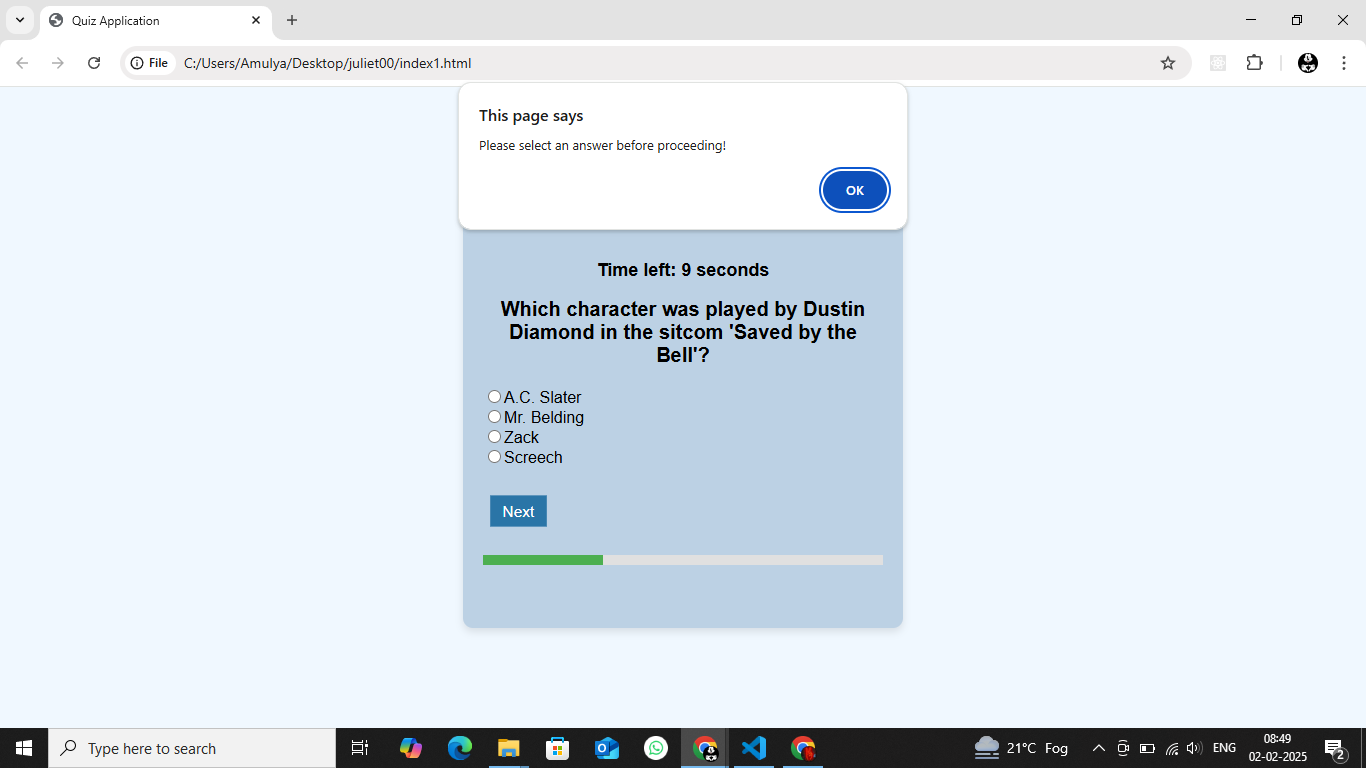 Quiz Application
File
C:/Users/Amulya/Desktop/juliet00/index1.html
This page says
Please select an answer before proceeding!
OK
Time left: 9 seconds
Which character was played by Dustin
Diamond in the sitcom 'Saved by the
Bell'?
A.C. Slater
Mr. Belding
Zack
Screech
Next
Type here to search
21°C Fog
ENG
08:49
02-02-2025
2